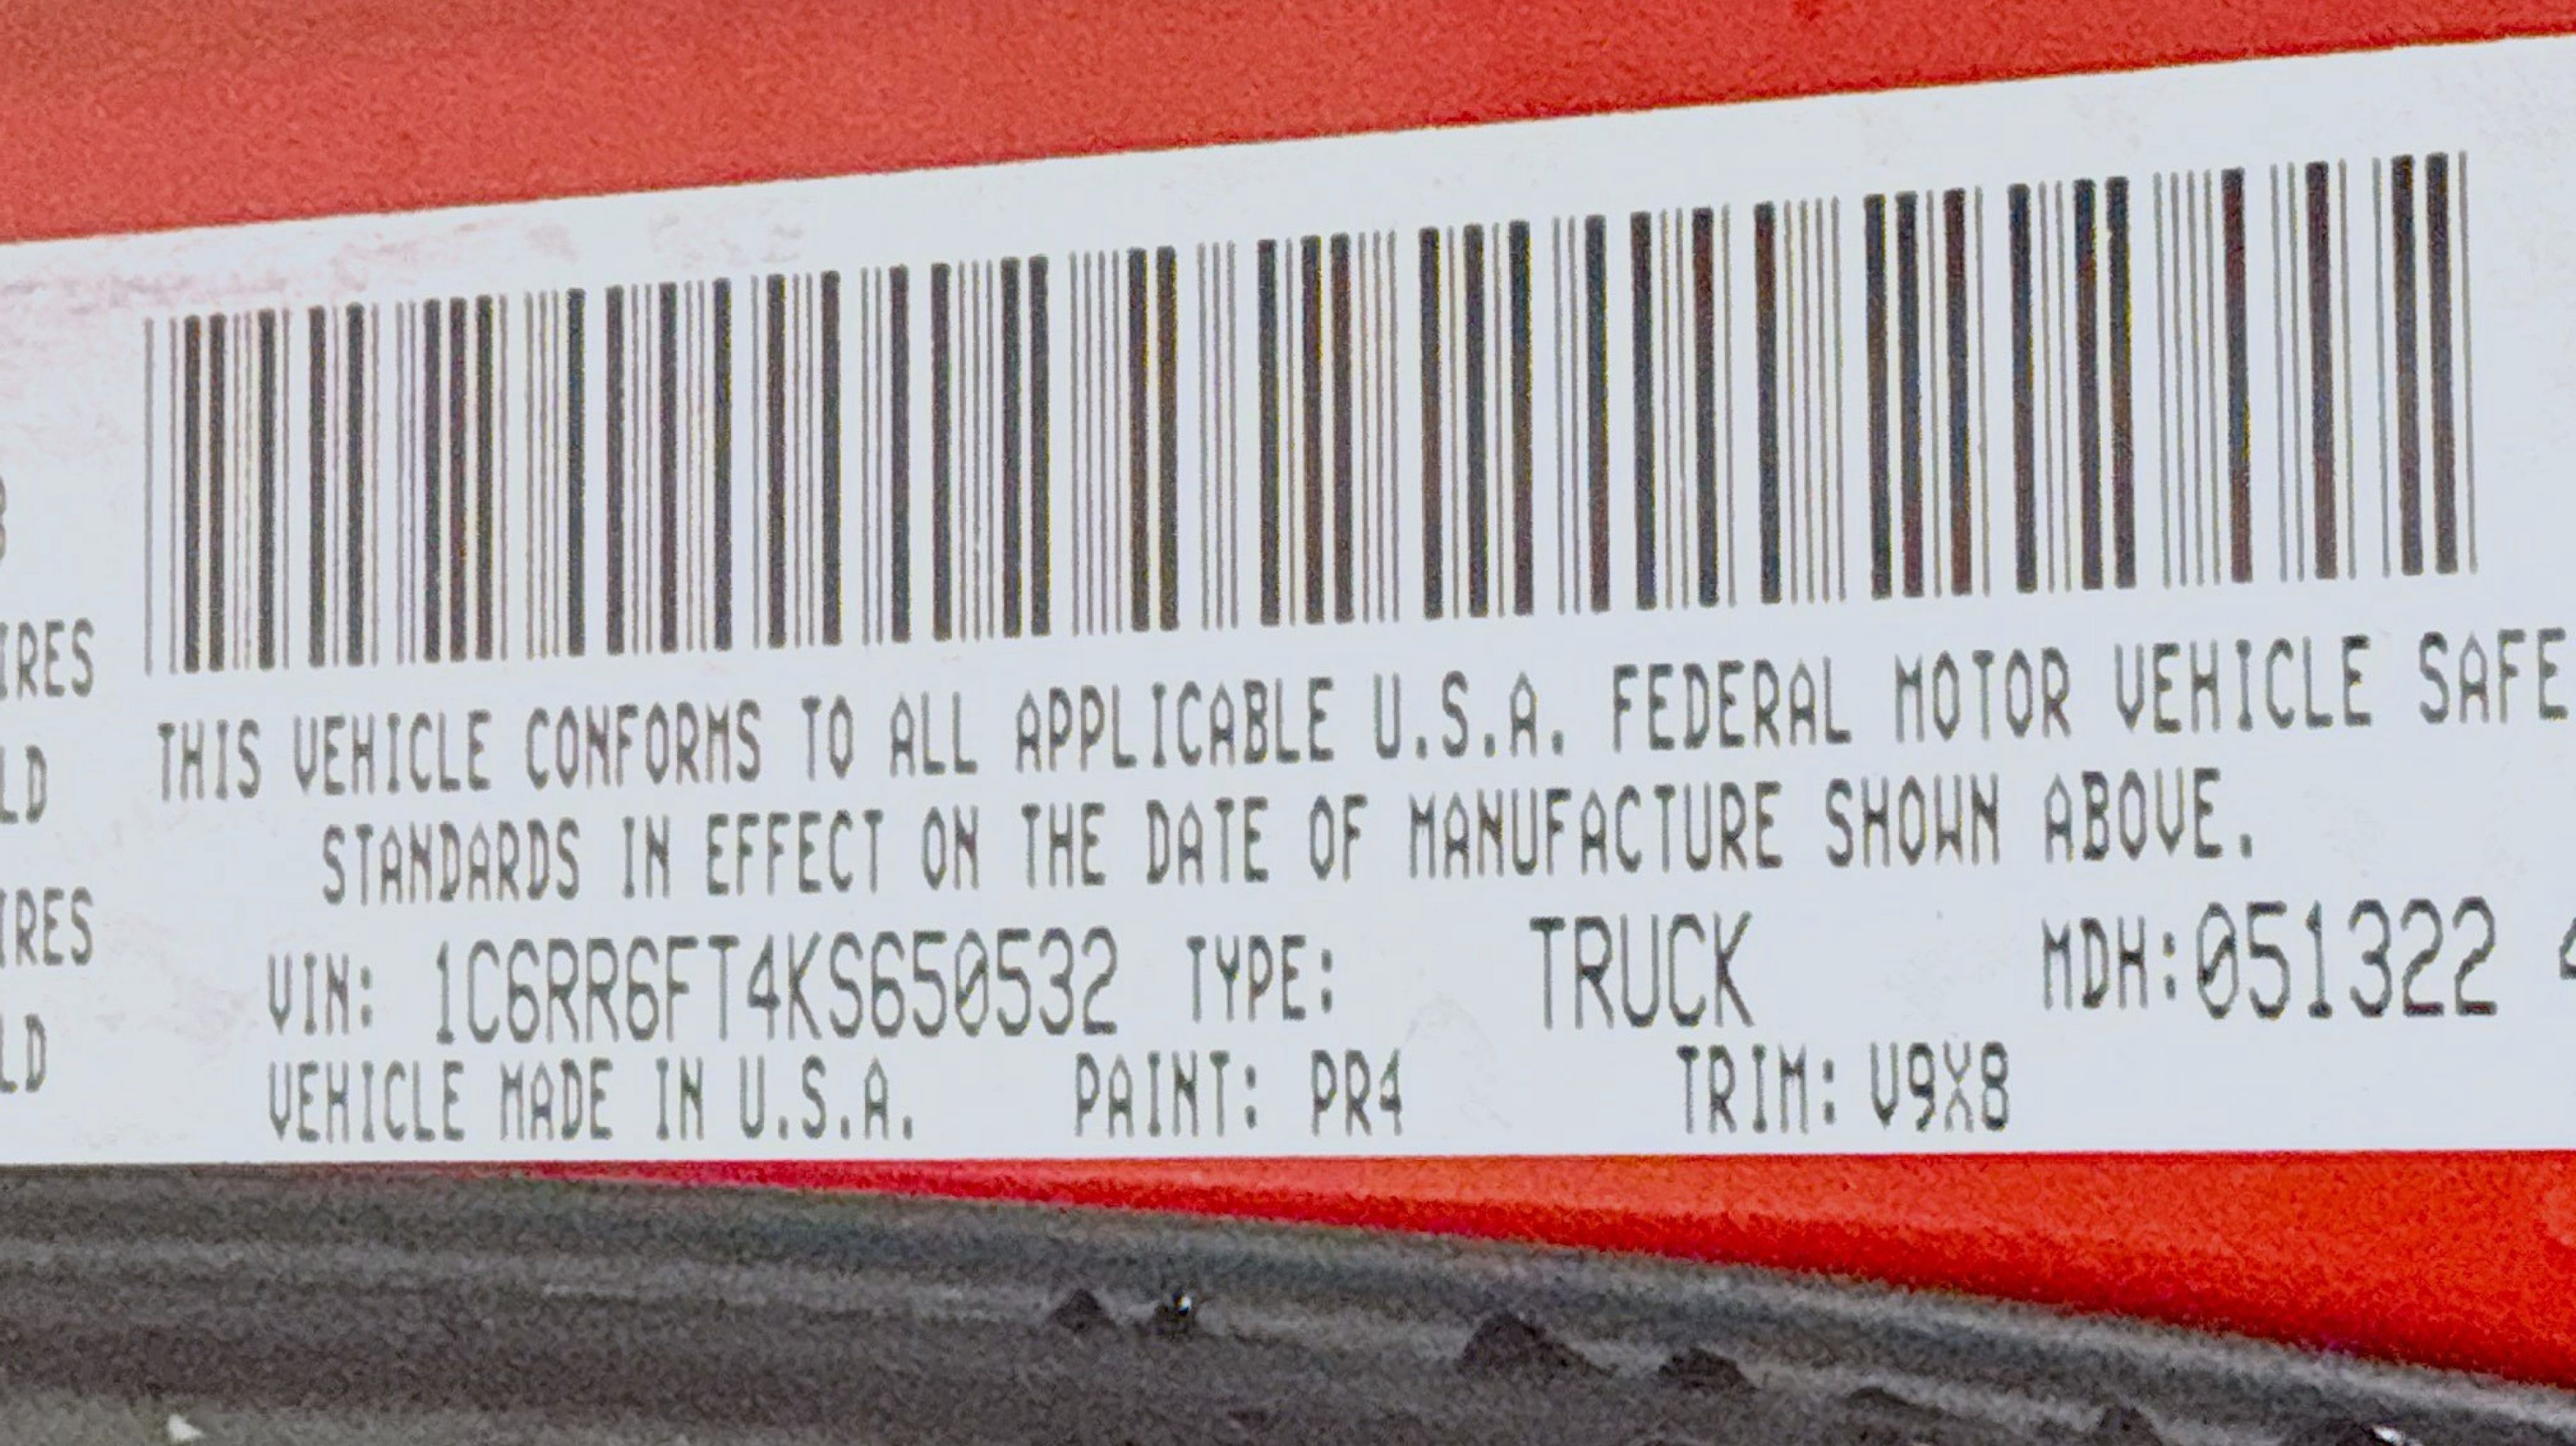 IRES
LD
IRES
LD
THIS VEHICLE CONFORMS TO ALL APPLICABLE U.S.A. FEDERAL MOTOR VEHICLE SAFE
STANDARDS IN EFFECT ON THE DATE OF MANUFACTURE SHOWN ABOVE.
VIN: 1C6RR6FT4KS650532 TYPE: TRUCK MDH:051322 4
VEHICLE MADE IN U.S.A. PAINT: PR4 TRIM: V9X8